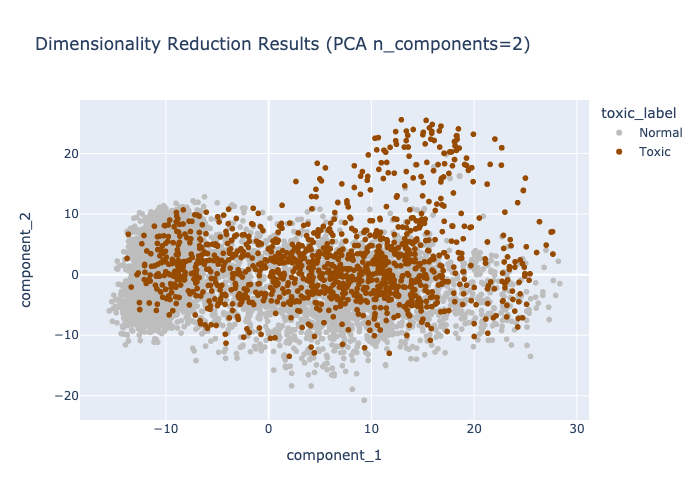 Dimensionality Reduction Results (PCA n_components=2)
toxic_label
Normal
Toxic
component_2
20
10
0
−10
−20
−10
0
10
20
30
component_1